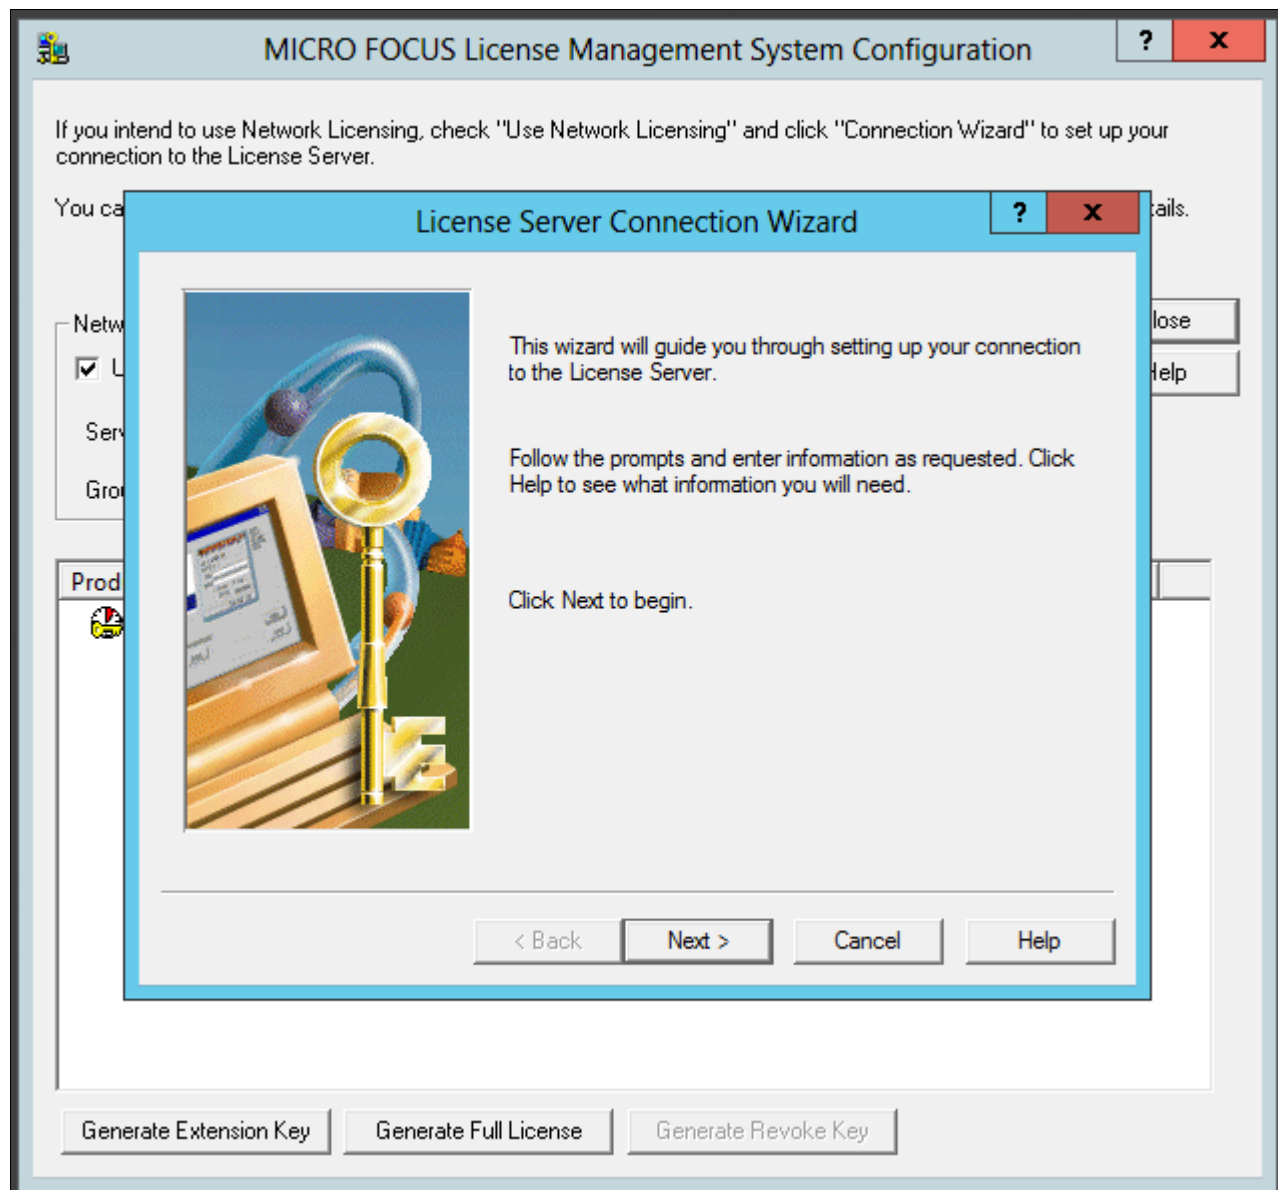 MICRO FOCUS License Management System Configuration
?
x
If you intend to use Network Licensing, check "Use Network Licensing" and click "Connection Wizard" to set up your
connection to the License Server.
You ca
ails.
License Server Connection Wizard
?
x
Netw
U
Serv
Grou
lose
Help
Prod
This wizard will guide you through setting up your connection
to the License Server.
Follow the prompts and enter information as requested. Click
Help to see what information you will need.
Click Next to begin.
< Back
Next >
Cancel
Help
Generate Extension Key
Generate Full License
Generate Revoke Key